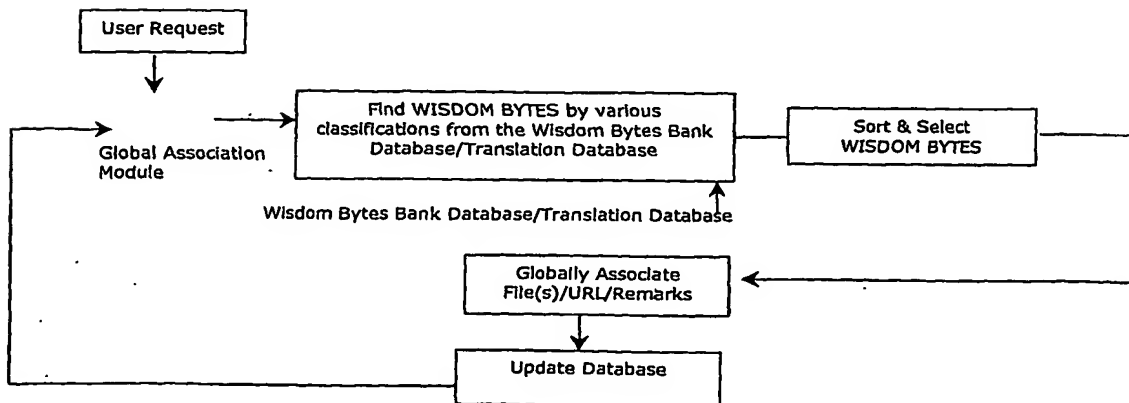 User Request
Global Association
Module
Find WISDOM BYTES by various
classifications from the Wisdom Bytes Bank
Database/Translation Database
Sort & Select
WISDOM BYTES
Wisdom Bytes Bank Database/Translation Database
Globally Associate
File(s)/URL/Remarks
Update Database